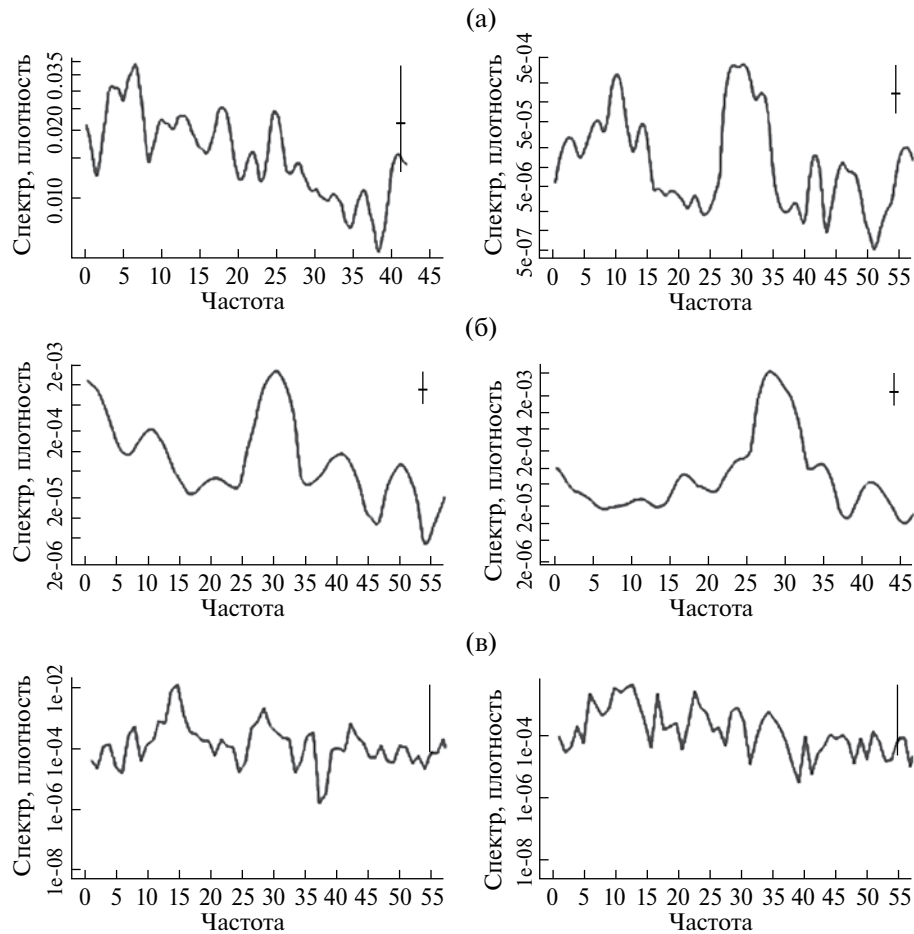 (а)
Спектр, плотность
0.035
0.020
0.010
0 5 10 15 20 25 30 35 40 45
Частота
Спектр, плотность
5e-04
5e-05
5e-06
5e-07
0 5 10 15 20 25 30 35 40 45 55
Частота
(б)
Спектр, плотность
2e-03
2e-04
2e-05
2e-06
0 5 10 15 20 25 30 35 40 45 50 55
Частота
Спектр, плотность
2e-03
2e-04
2e-05
2e-06
0 5 10 15 20 25 30 35 40 45
Частота
(в)
Спектр, плотность
1e-02
1e-04
1e-06
1e-08
0 5 10 15 20 25 30 35 40 45 55
Частота
Спектр, плотность
1e-04
1e-06
1e-08
0 5 10 15 20 25 30 35 40 45 55
Частота